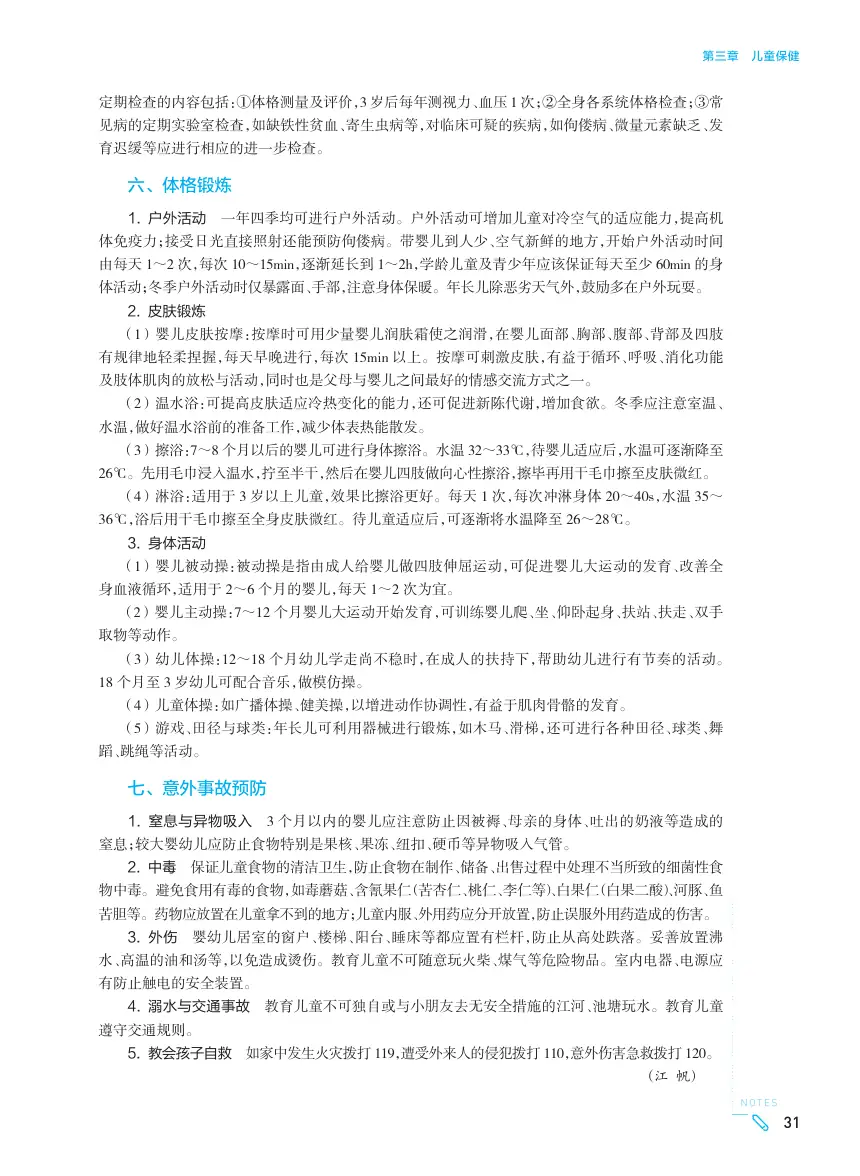 第三章 儿童保健
定期检查的内容包括:①体格测量及评价,3岁后每年测视力、血压1次;②全身各系统体格检查;③常
见病的定期实验室检查,如缺铁性贫血、寄生虫病等,对临床可疑的疾病,如佝偻病、微量元素缺乏、发
育迟缓等应进行相应的进一步检查。
六、体格锻炼
1. 户外活动 一年四季均可进行户外活动。户外活动可增加儿童对冷空气的适应能力,提高机
体免疫力;接受日光直接照射还能预防佝偻病。带婴儿到人少、空气新鲜的地方,开始户外活动时间
由每天1~2次,每次10~15min,逐渐延长到1~2h,学龄儿童及青少年应该保证每天至少60min的身
体活动;冬季户外活动时仅暴露面、手部,注意身体保暖。年长儿除恶劣天气外,鼓励多在户外玩耍。
2. 皮肤锻炼
(1)婴儿皮肤按摩:按摩时可用少量婴儿润肤霜使之润滑,在婴儿面部、胸部、腹部、背部及四肢
有规律地轻柔捏握,每天早晚进行,每次15min以上。按摩可刺激皮肤,有益于循环、呼吸、消化功能
及肢体肌肉的放松与活动,同时也是父母与婴儿之间最好的情感交流方式之一。
(2)温水浴:可提高皮肤适应冷热变化的能力,还可促进新陈代谢,增加食欲。冬季应注意室温、
水温,做好温水浴前的准备工作,减少体表热能散发。
(3)擦浴:7~8个月以后的婴儿可进行身体擦浴。水温32~33℃,待婴儿适应后,水温可逐渐降至
26℃。先用毛巾浸入温水,拧至半干,然后在婴儿四肢做向心性擦浴,擦毕再用干毛巾擦至皮肤微红。
(4)淋浴:适用于3岁以上儿童,效果比擦浴更好。每天1次,每次冲淋身体20~40s,水温35~
36℃,浴后用干毛巾擦至全身皮肤微红。待儿童适应后,可逐渐将水温降至26~28℃。
3. 身体活动
(1)婴儿被动操:被动操是指由成人给婴儿做四肢伸屈运动,可促进婴儿大运动的发育、改善全
身血液循环,适用于2~6个月的婴儿,每天1~2次为宜。
(2)婴儿主动操:7~12个月婴儿大运动开始发育,可训练婴儿爬、坐、仰卧起身、扶站、扶走、双手
取物等动作。
(3)幼儿体操:12~18个月幼儿学走尚不稳时,在成人的扶持下,帮助幼儿进行有节奏的活动。
18个月至3岁幼儿可配合音乐,做模仿操。
(4)儿童体操:如广播体操、健美操,以增进动作协调性,有益于肌肉骨骼的发育。
(5)游戏、田径与球类:年长儿可利用器械进行锻炼,如木马、滑梯,还可进行各种田径、球类、舞
蹈、跳绳等活动。
七、意外事故预防
1. 窒息与异物吸入 3个月以内的婴儿应注意防止因被褥、母亲的身体、吐出的奶液等造成的
窒息;较大婴幼儿应防止食物特别是果核、果冻、纽扣、硬币等异物吸入气管。
2. 中毒 保证儿童食物的清洁卫生,防止食物在制作、储备、出售过程中处理不当所致的细菌性食
物中毒。避免食用有毒的食物,如毒蘑菇、含氰果仁(苦杏仁、桃仁、李仁等)、白果仁(白果二酸)、河豚、鱼
苦胆等。药物应放置在儿童拿不到的地方;儿童内服、外用药应分开放置,防止误服外用药造成的伤害。
3. 外伤 婴幼儿居室的窗户、楼梯、阳台、睡床等都应置有栏杆,防止从高处跌落。妥善放置沸
水、高温的油和汤等,以免造成烫伤。教育儿童不可随意玩火柴、煤气等危险物品。室内电器、电源应
有防止触电的安全装置。
4. 溺水与交通事故 教育儿童不可独自或与小朋友去无安全措施的江河、池塘玩水。教育儿童
遵守交通规则。
5. 教会孩子自救 如家中发生火灾拨打119,遭受外来人的侵犯拨打110,意外伤害急救拨打120。
(江 帆)
NOTES
31